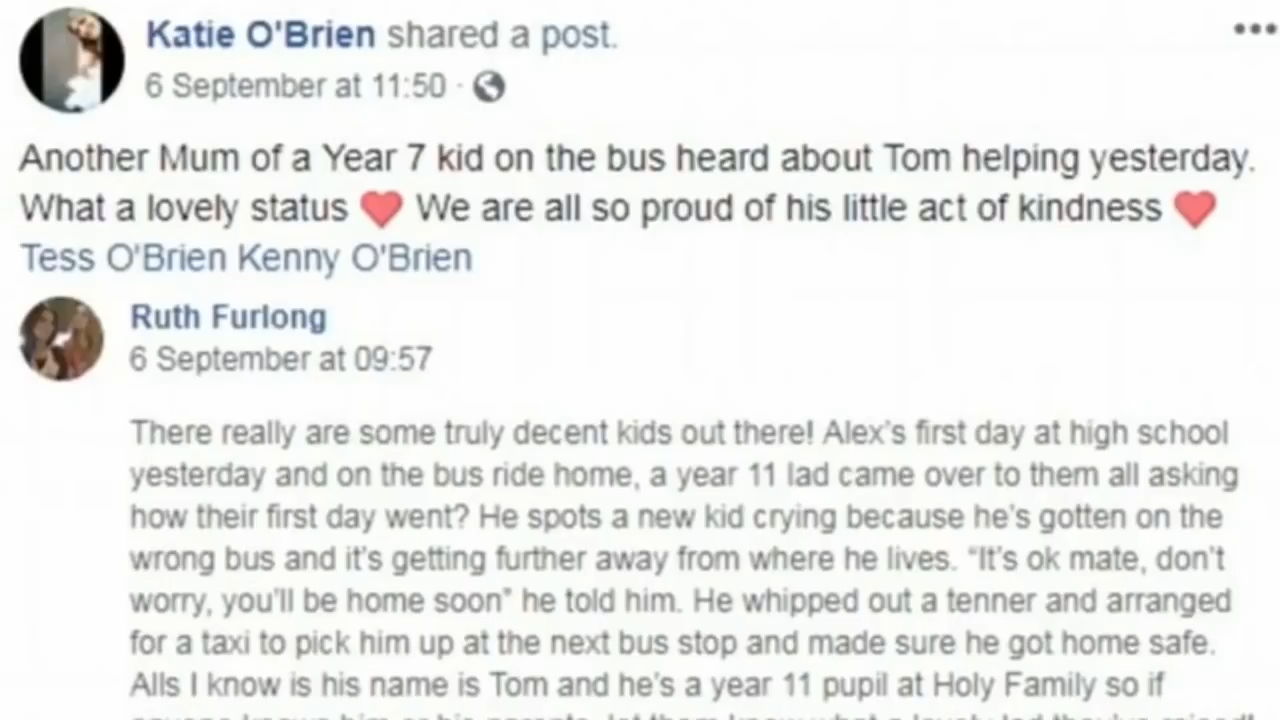 Katie O'Brien shared a post.
6 September at 11:50 ·
Another Mum of a Year 7 kid on the bus heard about Tom helping yesterday.
What a lovely status ❤ We are all so proud of his little act of kindness ❤
Tess O'Brien Kenny O'Brien
Ruth Furlong
6 September at 09:57
There really are some truly decent kids out there! Alex's first day at high school
yesterday and on the bus ride home, a year 11 lad came over to them all asking
how their first day went? He spots a new kid crying because he's gotten on the
wrong bus and it's getting further away from where he lives. "It's ok mate, don't
worry, you'll be home soon" he told him. He whipped out a tenner and arranged
for a taxi to pick him up at the next bus stop and made sure he got home safe.
Alls I know is his name is Tom and he's a year 11 pupil at Holy Family so if